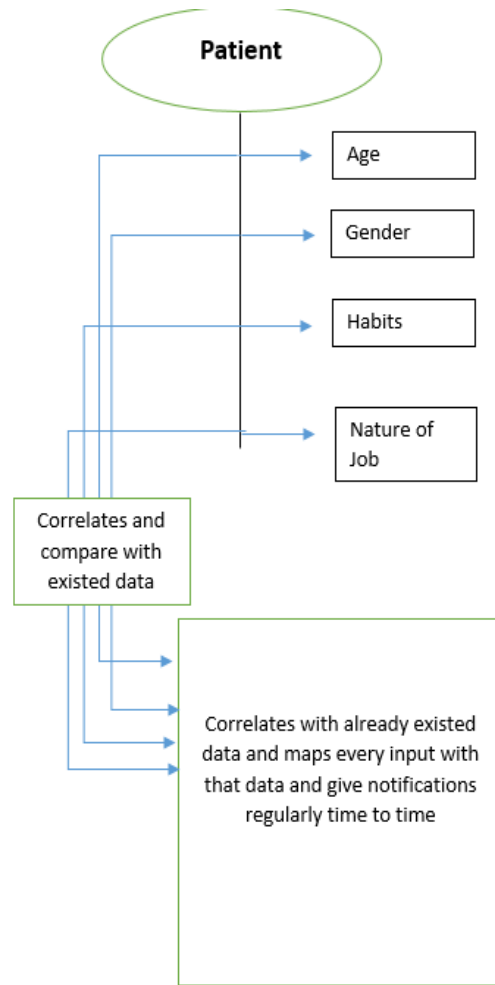 Patient
Age
Gender
Habits
Nature of
Job
Correlates and
compare with
existed data
Correlates with already existed
data and maps every input with
that data and give notifications
regularly time to time